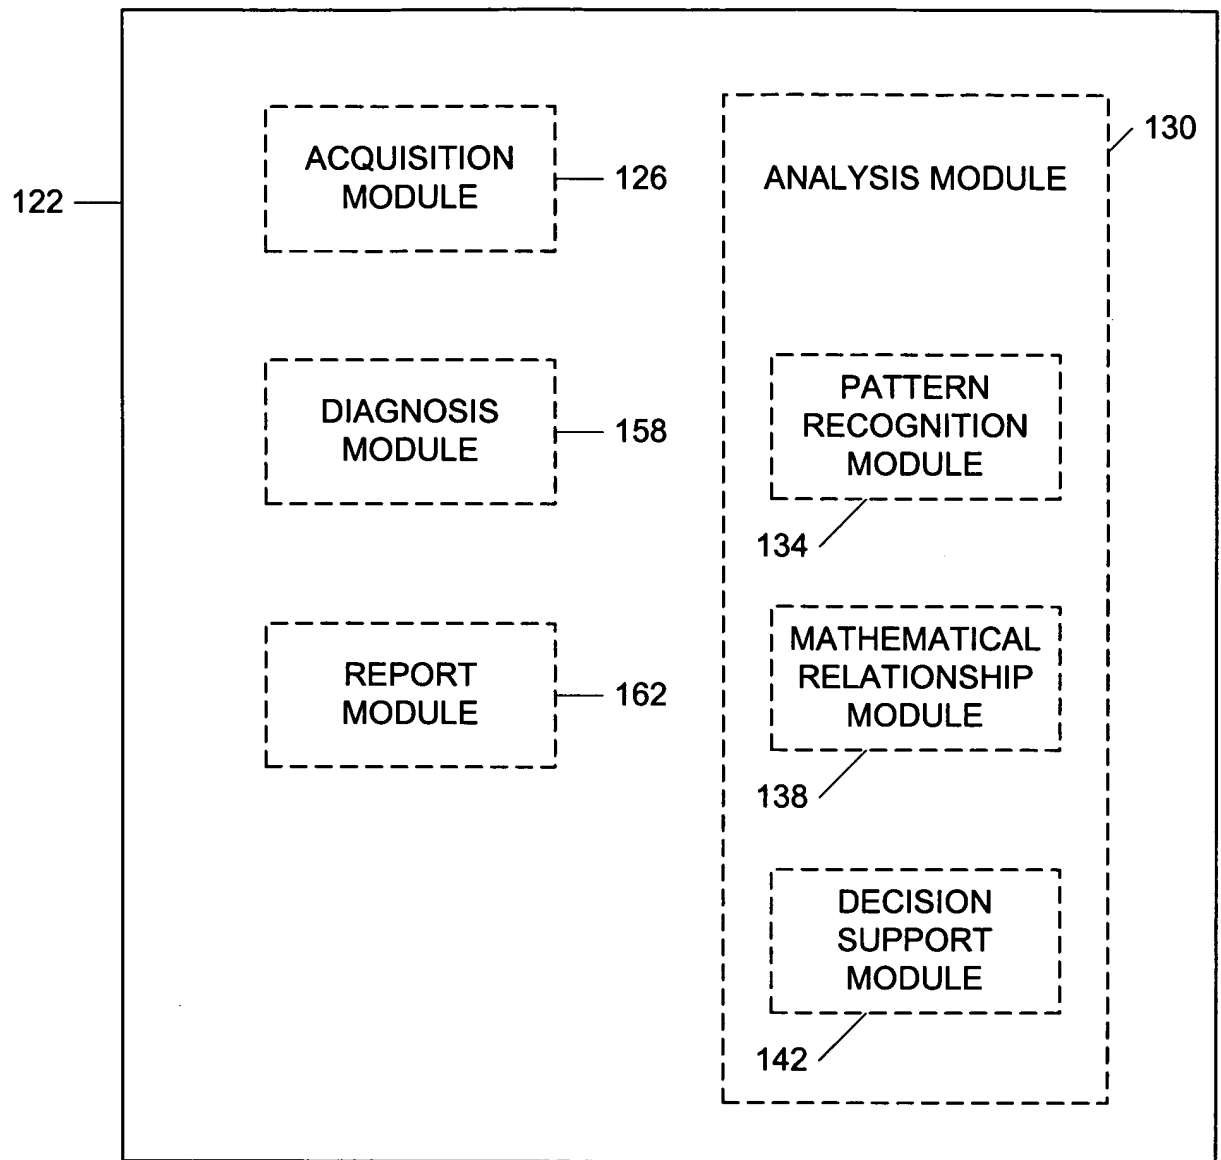 122
ACQUISITION
MODULE
126
DIAGNOSIS
MODULE
158
REPORT
MODULE
162
130
ANALYSIS MODULE
PATTERN
RECOGNITION
MODULE
134
MATHEMATICAL
RELATIONSHIP
MODULE
138
DECISION
SUPPORT
MODULE
142